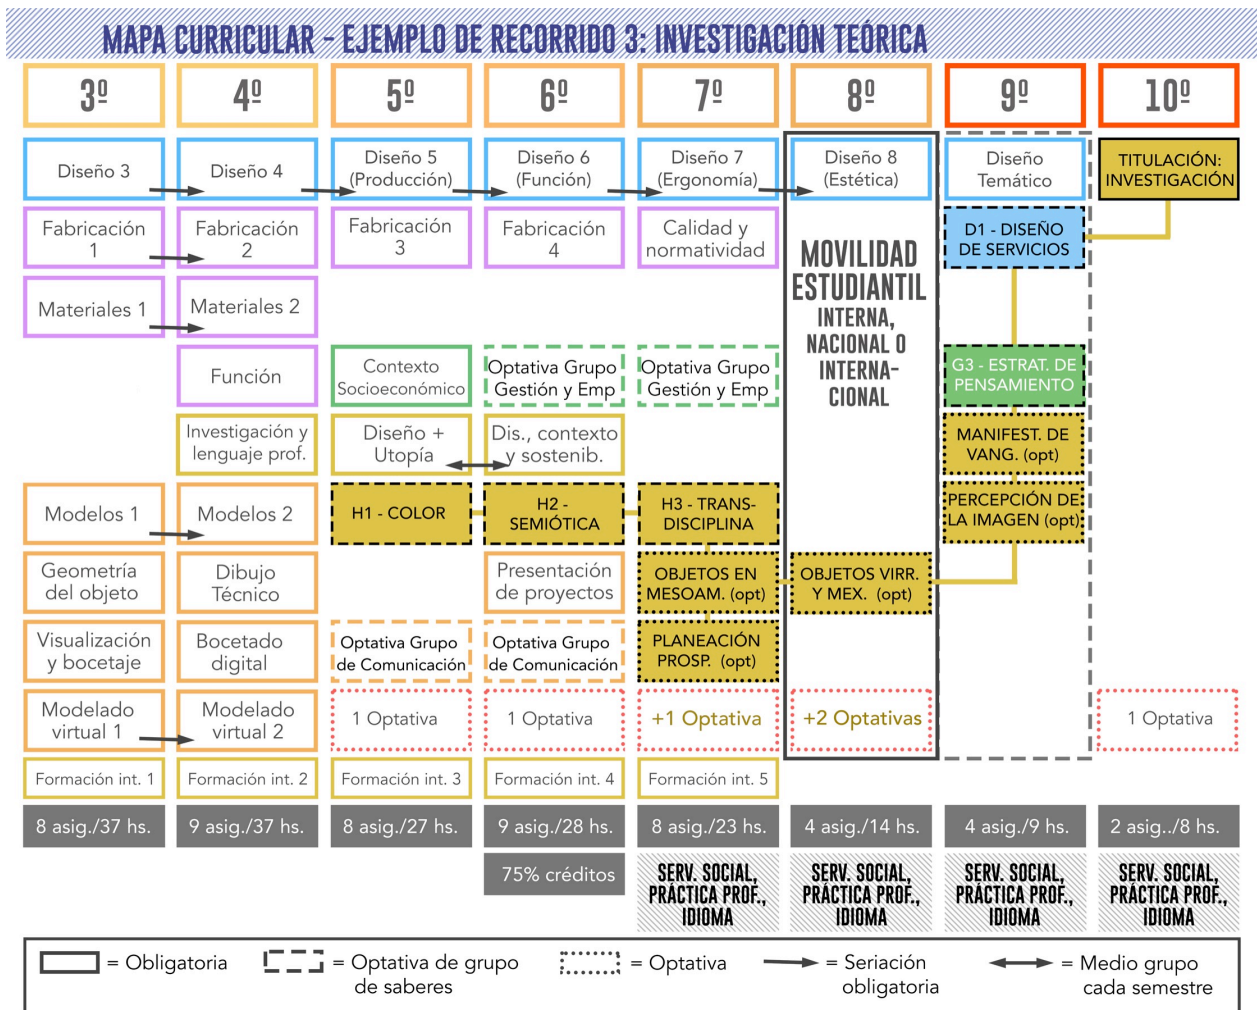 MAPA CURRICULAR - EJEMPLO DE RECORRIDO 3: INVESTIGACIÓN TEÓRICA
3º
4º
5º
6º
7º
8º
9º
10º
Diseño 3
Diseño 4
Diseño 5
(Producción)
Diseño 6
(Función)
Diseño 7
(Ergonomía)
Diseño 8
(Estética)
Diseño
Temático
TITULACIÓN:
INVESTIGACIÓN
Fabricación
1
Fabricación
2
Fabricación
3
Fabricación
4
Calidad y
normatividad
MOVILIDAD
ESTUDIANTIL
INTERNA,
NACIONAL O
INTERNA-
CIONAL
D1 - DISEÑO
DE SERVICIOS
Materiales 1
Materiales 2
Función
Contexto
Socioeconómico
Optativa Grupo
Gestión y Emp
Optativa Grupo
Gestión y Emp
G3 - ESTRAT. DE
PENSAMIENTO
Investigación y
lenguaje prof.
Diseño +
Utopía
Dis., contexto
y sostenib.
MANIFEST. DE
VANG. (opt)
Modelos 1
Modelos 2
H1 - COLOR
H2 -
SEMIÓTICA
H3 - TRANS-
DISCIPLINA
PERCEPCIÓN DE
LA IMAGEN (opt)
Geometría
del objeto
Dibujo
Técnico
Presentación
de proyectos
OBJETOS EN
MESOAM. (opt)
OBJETOS VIRR.
Y MEX. (opt)
Visualización
y bocetaje
Bocetado
digital
Optativa Grupo
de Comunicación
Optativa Grupo
de Comunicación
PLANEACIÓN
PROSP. (opt)
Modelado
virtual 1
Modelado
virtual 2
1 Optativa
1 Optativa
+1 Optativa
+2 Optativas
1 Optativa
Formación int. 1
Formación int. 2
Formación int. 3
Formación int. 4
Formación int. 5
8 asig./37 hs.
9 asig./37 hs.
8 asig./27 hs.
9 asig./28 hs.
8 asig./23 hs.
4 asig./14 hs.
4 asig./9 hs.
2 asig../8 hs.
75% créditos
SERV. SOCIAL,
PRÁCTICA PROF.,
IDIOMA
SERV. SOCIAL,
PRÁCTICA PROF.,
IDIOMA
SERV. SOCIAL,
PRÁCTICA PROF.,
IDIOMA
SERV. SOCIAL,
PRÁCTICA PROF.,
IDIOMA
= Obligatoria
= Optativa de grupo
de saberes
= Optativa
= Seriación
obligatoria
= Medio grupo
cada semestre